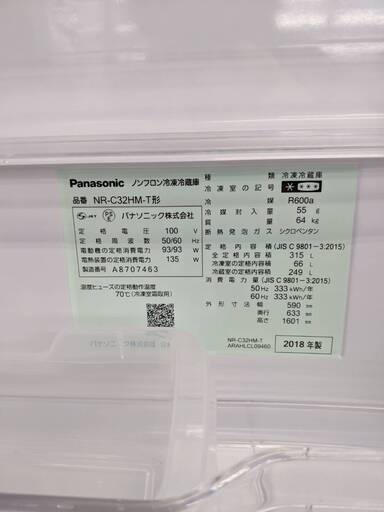 Panasonic ノンフロン冷凍冷蔵庫
品番 NR-C32HM-T形
JET PSE パナソニック株式会社
定格電圧 100 V
定格周波数 50/60 Hz
電動機の定格消費電力 93/93 W
電熱装置の定格消費電力 135 W
製造番号 A8707463
温度ヒューズの定格動作温度
70℃(冷凍室霜取用)
種類 冷凍冷蔵庫
冷凍室の記号
冷媒 R600a
冷媒封入量 55 g
質量 64 kg
断熱発泡ガス シクロペンタン
定格内容積 (JIS C 9801-3:2015)
全定格内容積 315 L
冷凍室の定格内容積 66 L
冷蔵室の定格内容積 249 L
消費電力量 (JIS C 9801-3:2015)
50Hz 333 kWh/年
60Hz 333 kWh/年
外形寸法 幅 590 mm
奥行 633 mm
高さ 1601 mm
NR-C32HM-T
ARAHLCL09460
2018年製